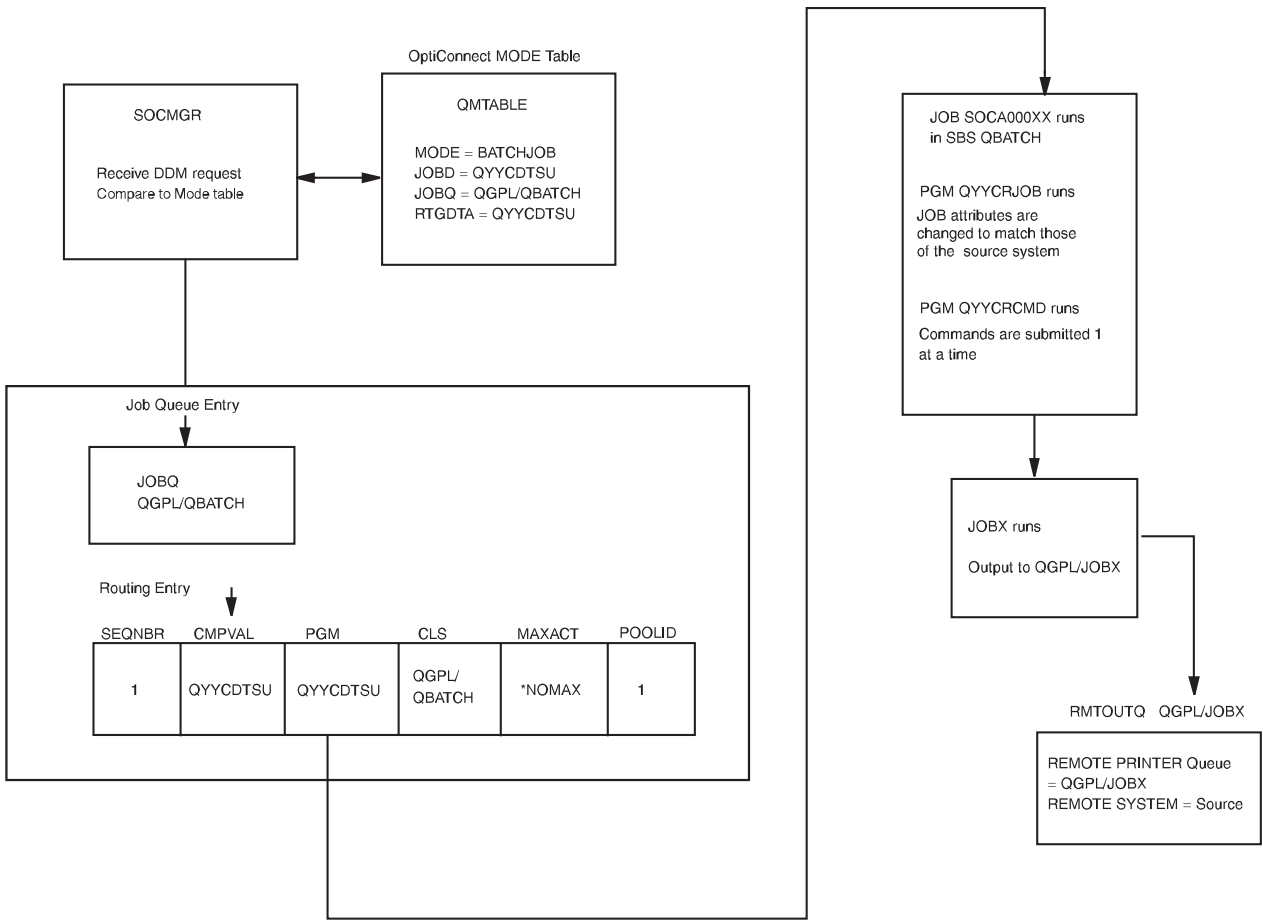 OptiConnect MODE Table
SOCMGR
Receive DDM request
Compare to Mode table
QMTABLE
MODE = BATCHJOB
JOBD = QYYCDTSU
JOBQ = QGPL/QBATCH
RTGDTA = QYYCDTSU
Job Queue Entry
JOBQ
QGPL/QBATCH
Routing Entry
SEQNBR CMPVAL PGM CLS MAXACT POOLID
1 QYYCDTSU QYYCDTSU QGPL/ *NOMAX 1
QBATCH
JOB SOCA000XX runs
in SBS QBATCH
PGM QYYCRJOB runs
JOB attributes are
changed to match those
of the source system
PGM QYYCRCMD runs
Commands are submitted 1
at a time
JOBX runs
Output to QGPL/JOBX
RMTOUTQ QGPL/JOBX
REMOTE PRINTER Queue
= QGPL/JOBX
REMOTE SYSTEM = Source